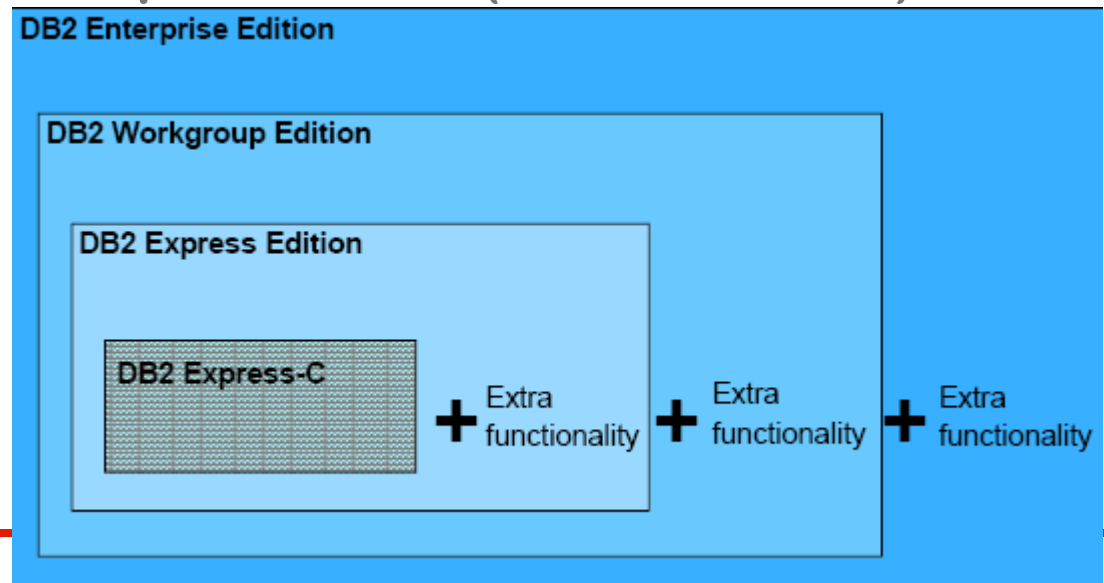 DB2 Enterprise Edition
DB2 Workgroup Edition
DB2 Express Edition
DB2 Express-C
+ Extra functionality
+ Extra functionality
+ Extra functionality